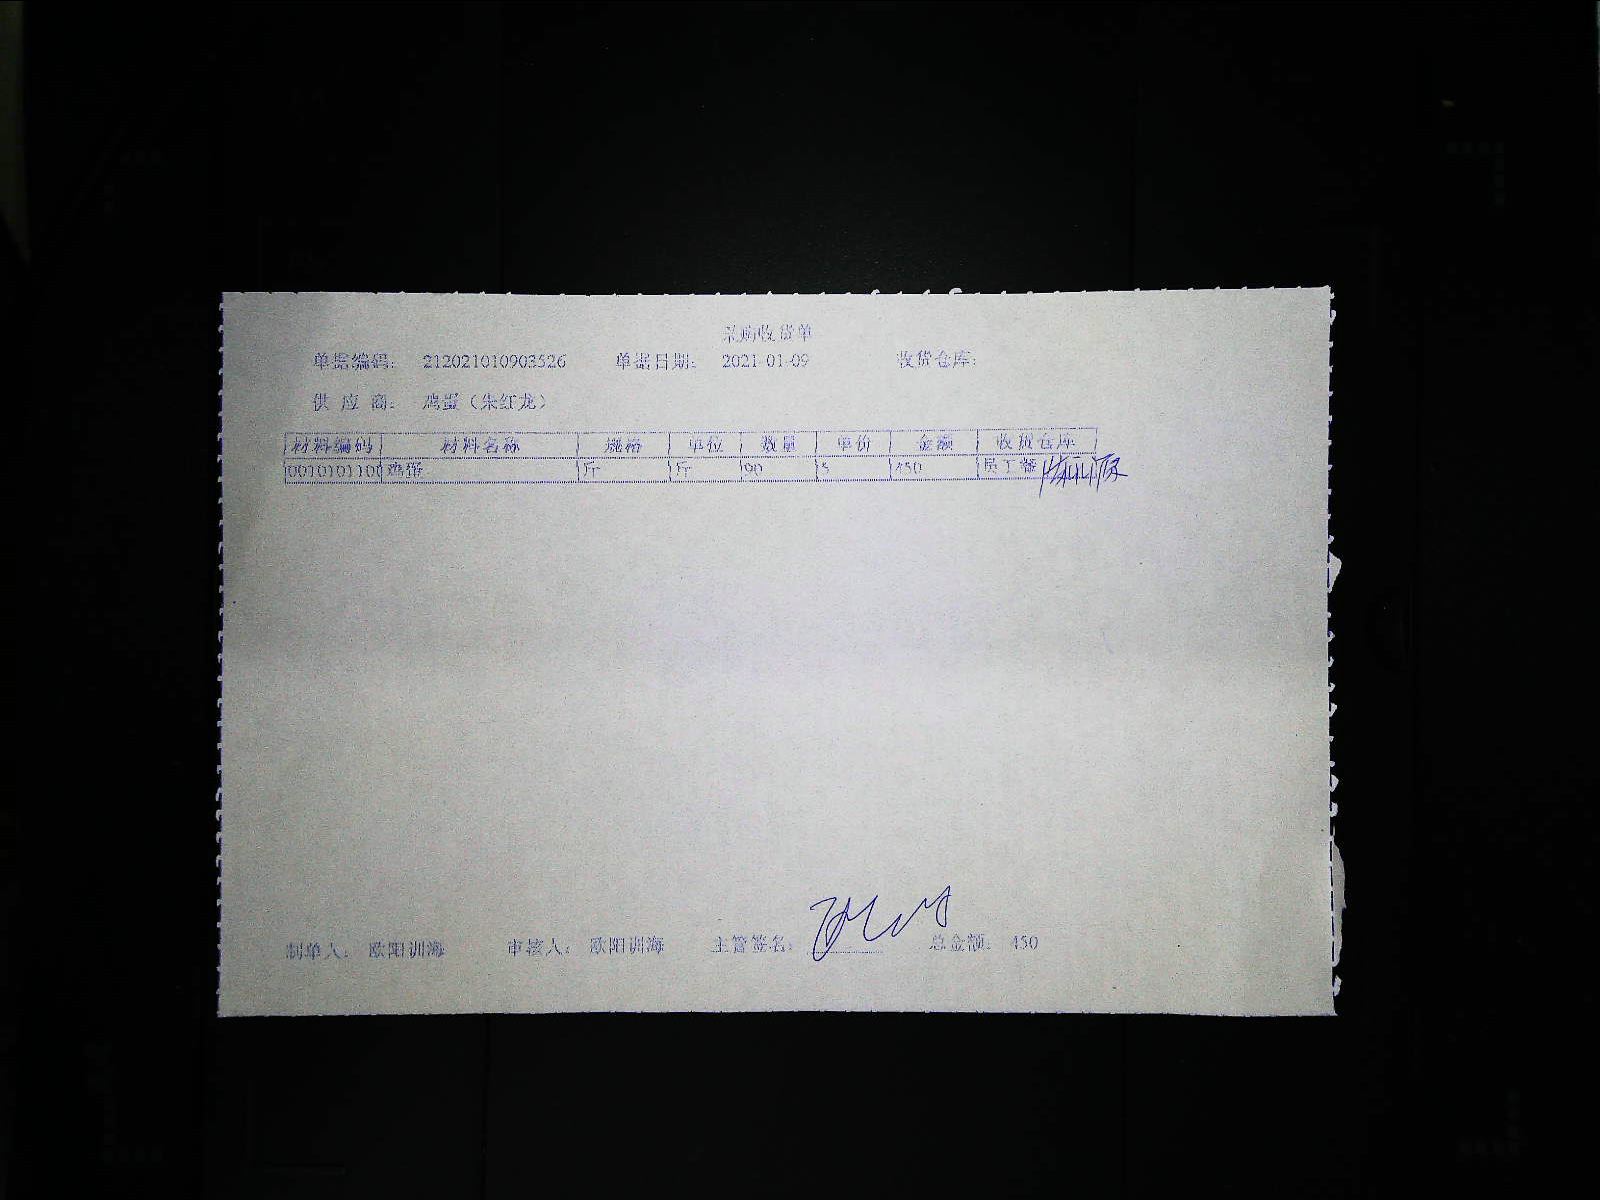 采购收货单
单据编码: 212021010903526 单据日期: 2021-01-09 收货仓库:
供 应 商: 鸡蛋（朱红龙）
材料编码 材料名称 规格 单位 数量 单价 金额 收货仓库
0010101100 鸡蛋 斤 斤 90 5 450 员工餐
制单人: 欧阳训海 审核人: 欧阳训海 主管签名: 总金额: 450